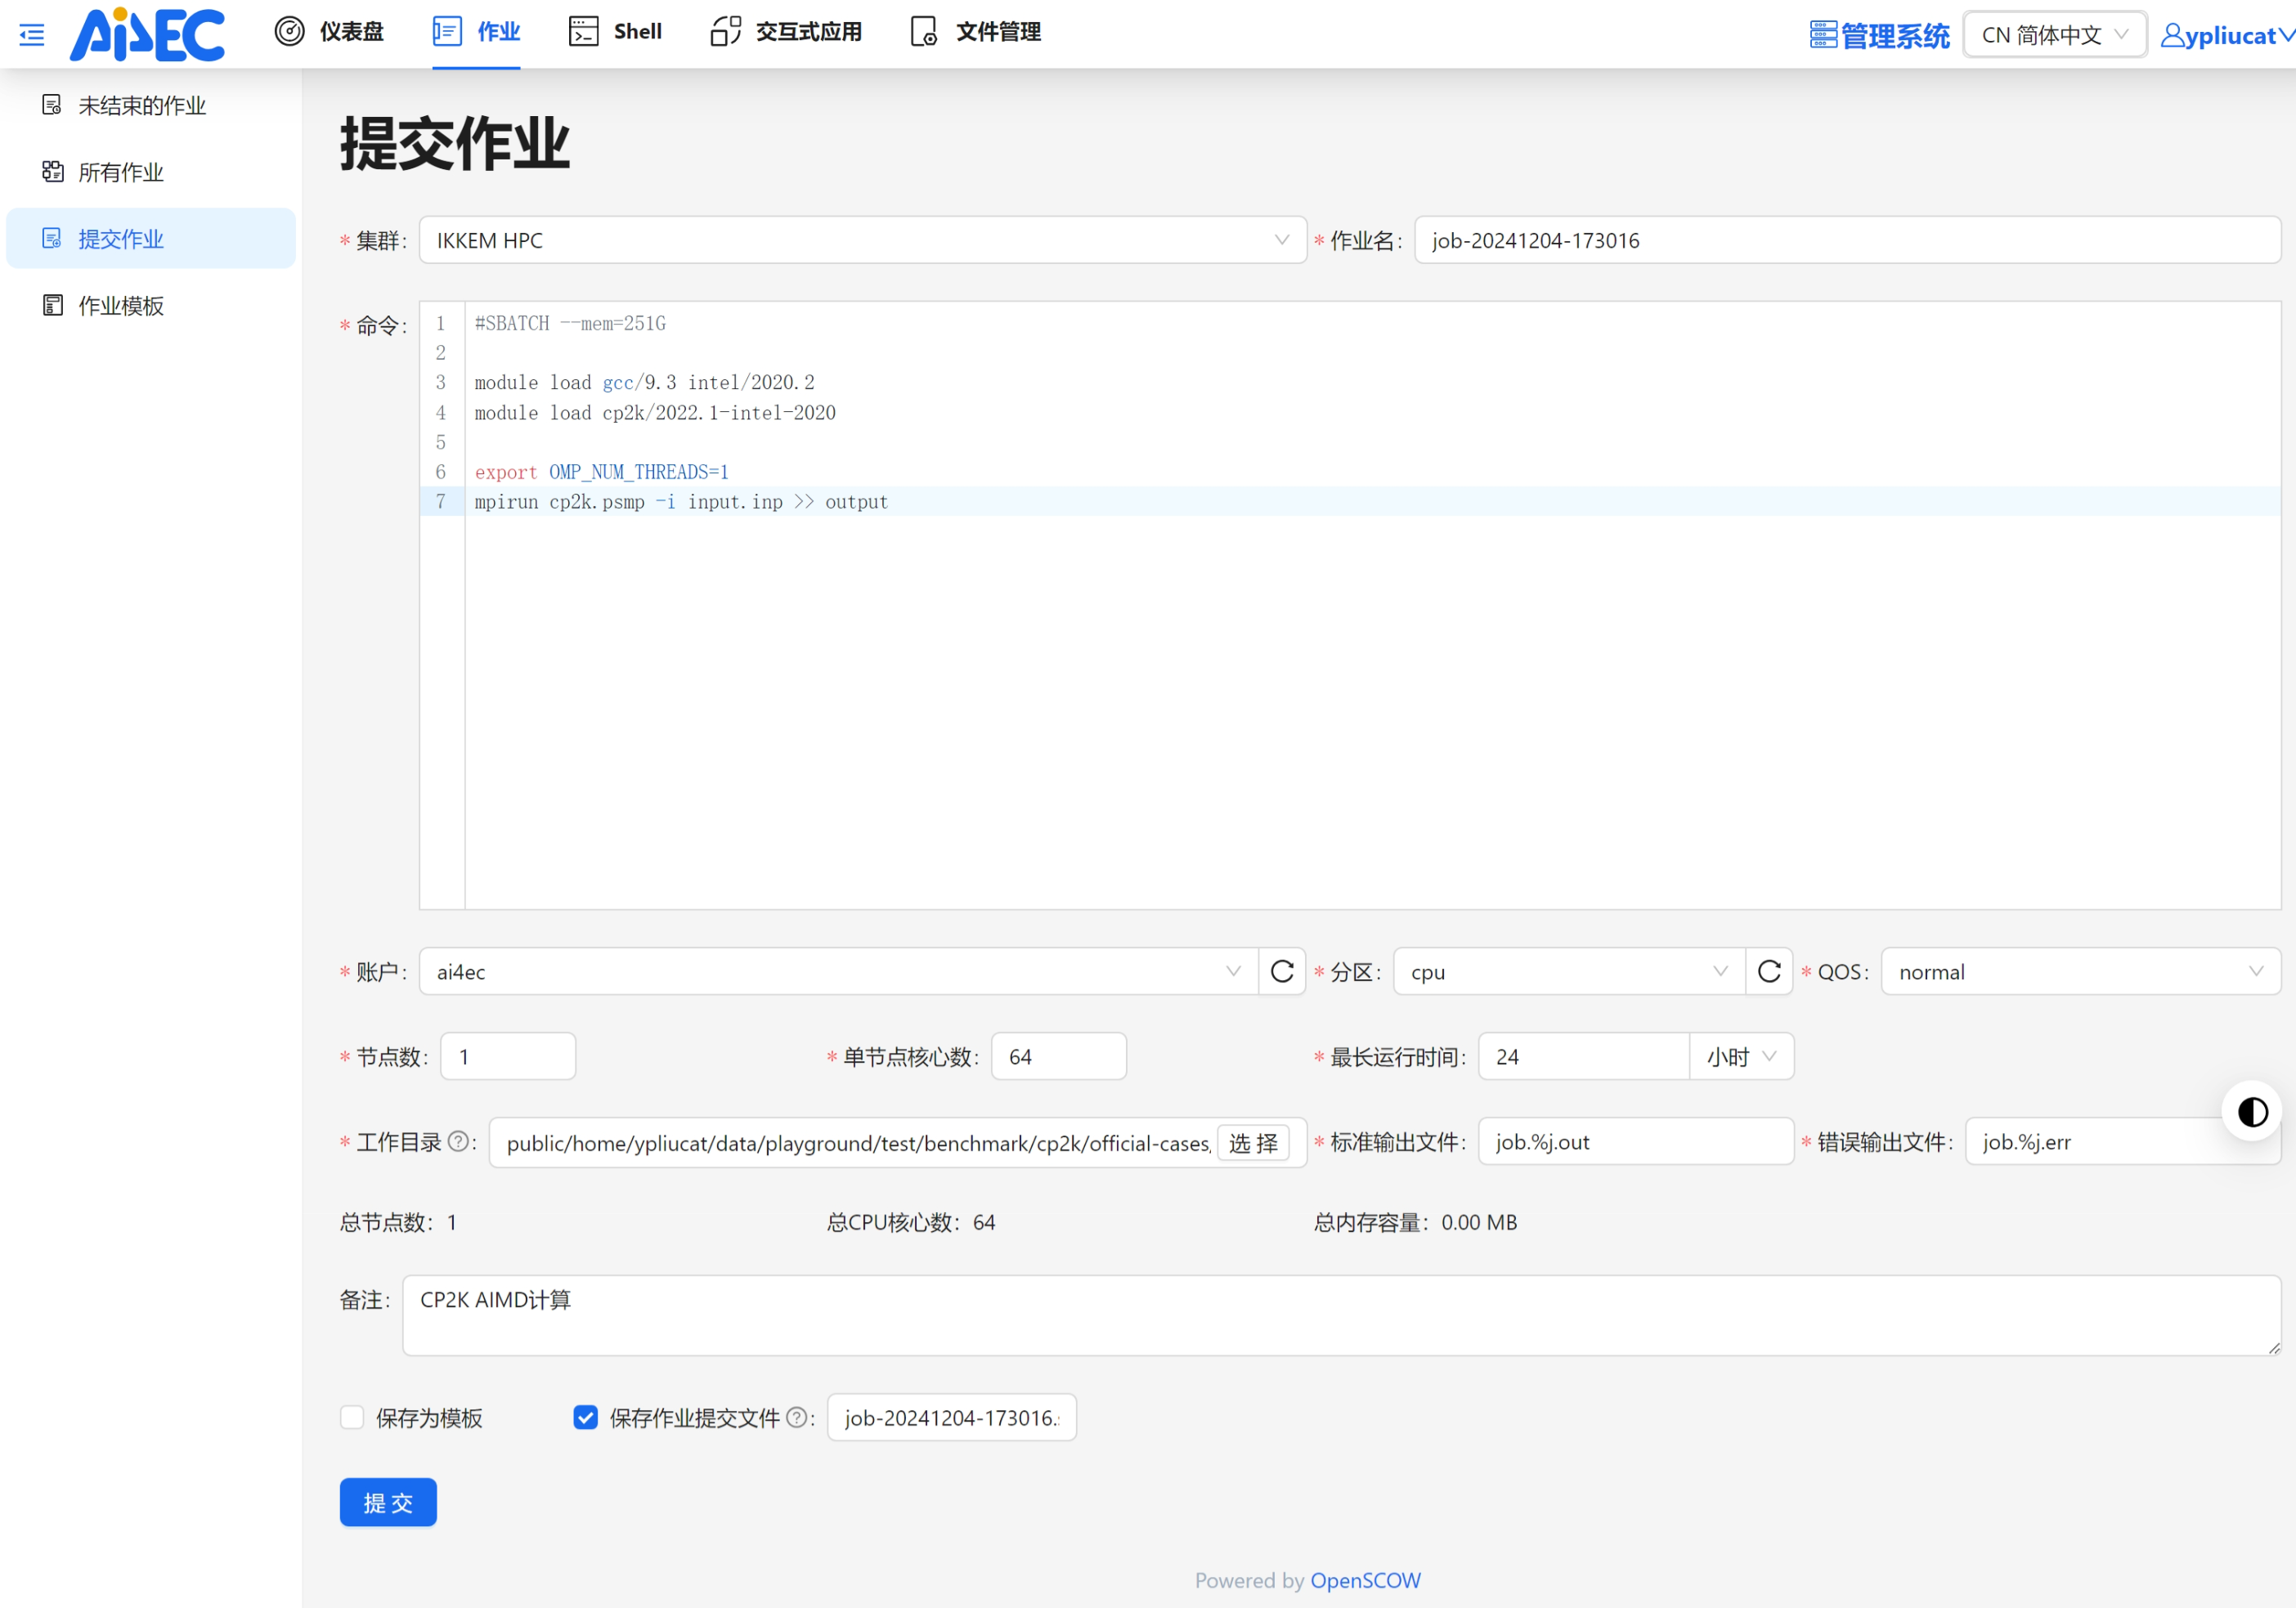 AiAEC 仪表盘 作业 Shell 交互式应用 文件管理 管理系统 CN 简体中文 ypliucat
未结束的作业
所有作业
提交作业
作业模板
提交作业
* 集群: IKKEM HPC * 作业名: job-20241204-173016
* 命令:
1 #SBATCH --mem=251G
2
3 module load gcc/9.3 intel/2020.2
4 module load cp2k/2022.1-intel-2020
5
6 export OMP_NUM_THREADS=1
7 mpirun cp2k.psmp -i input.inp >> output
* 账户: ai4ec * 分区: cpu * QOS: normal
* 节点数: 1 * 单节点核心数: 64 * 最长运行时间: 24 小时
* 工作目录?: public/home/ypliucat/data/playground/test/benchmark/cp2k/official-cases, 选 择 * 标准输出文件: job.%j.out * 错误输出文件: job.%j.err
总节点数: 1 总CPU核心数: 64 总内存容量: 0.00 MB
备注: CP2K AIMD计算
保存为模板 保存作业提交文件?: job-20241204-173016.
提 交
Powered by OpenSCOW